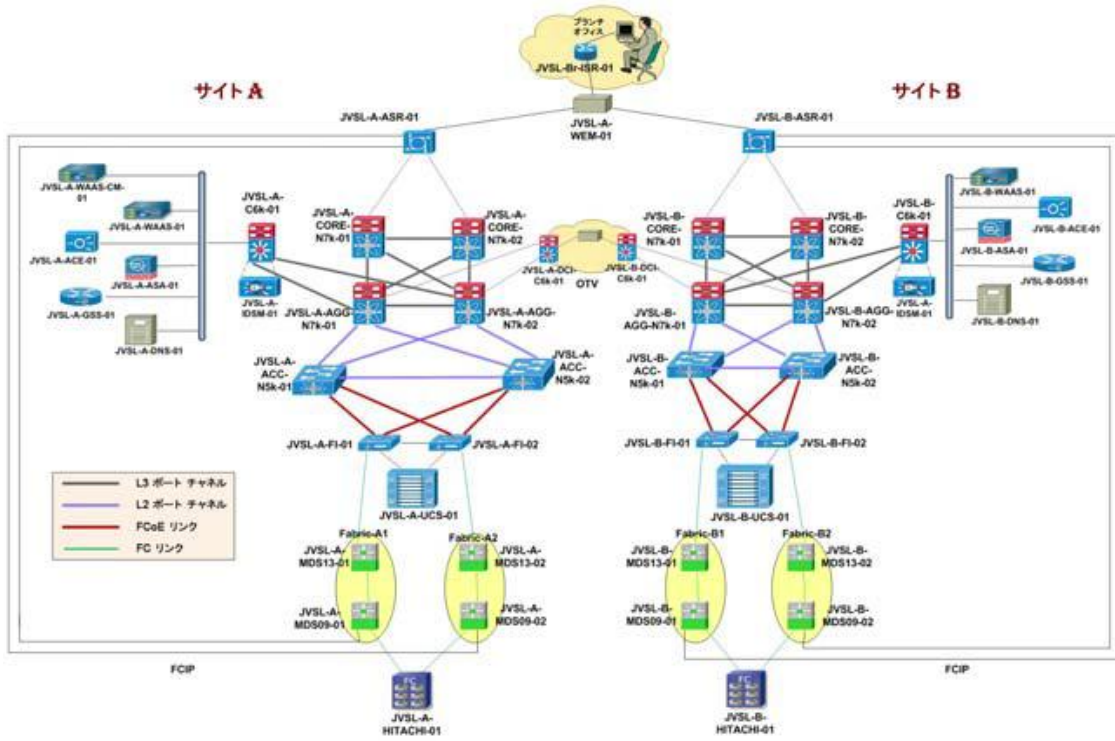 ブランチ
オフィス
JVSL-Br-ISR-01
サイト A
サイト B
JVSL-A-
WEM-01
JVSL-A-ASR-01
JVSL-B-ASR-01
JVSL-A-WAAS-CM-
01
JVSL-A-WAAS-01
JVSL-A-ACE-01
JVSL-A-ASA-01
JVSL-A-GSS-01
JVSL-A-DNS-01
JVSL-A-
C6k-01
JVSL-A-
IDSM-01
JVSL-A-
CORE-
N7k-01
JVSL-A-
CORE-
N7k-02
JVSL-A-DCI-
C6k-01
OTV
JVSL-B-DCI-
C6k-01
JVSL-B-
CORE-
N7k-01
JVSL-B-
CORE-
N7k-02
JVSL-B-
C6k-01
JVSL-A-
IDSM-01
JVSL-B-WAAS-01
JVSL-B-ACE-01
JVSL-B-ASA-01
JVSL-B-GSS-01
JVSL-B-DNS-01
JVSL-A-AGG-
N7k-01
JVSL-A-AGG-
N7k-02
JVSL-B-
AGG-N7k-01
JVSL-B-AGG-
N7k-02
JVSL-A-
ACC-
N5k-01
JVSL-A-
ACC-
N5k-02
JVSL-B-
ACC-
N5k-01
JVSL-B-
ACC-
N5k-02
JVSL-A-FI-01
JVSL-A-FI-02
JVSL-B-FI-01
JVSL-B-FI-02
JVSL-A-UCS-01
JVSL-B-UCS-01
L3 ポート チャネル
L2 ポート チャネル
FCoE リンク
FC リンク
Fabric-A1
Fabric-A2
Fabric-B1
Fabric-B2
JVSL-A-
MDS13-01
JVSL-A-
MDS13-02
JVSL-B-
MDS13-01
JVSL-B-
MDS13-02
JVSL-A-
MDS09-01
JVSL-A-
MDS09-02
JVSL-B-
MDS09-01
JVSL-B-
MDS09-02
FCIP
FCIP
FC
FC
JVSL-A-
HITACHI-01
JVSL-B-
HITACHI-01